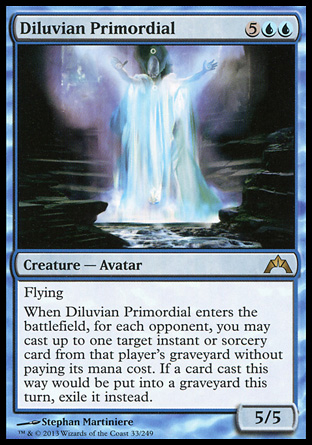 Diluvian Primordial 5
Creature — Avatar
Flying
When Diluvian Primordial enters the
battlefield, for each opponent, you may
cast up to one target instant or sorcery
card from that player's graveyard without
paying its mana cost. If a card cast this
way would be put into a graveyard this
turn, exile it instead.
5/5
Stephan Martiniere
™ & © 2013 Wizards of the Coast 33/249